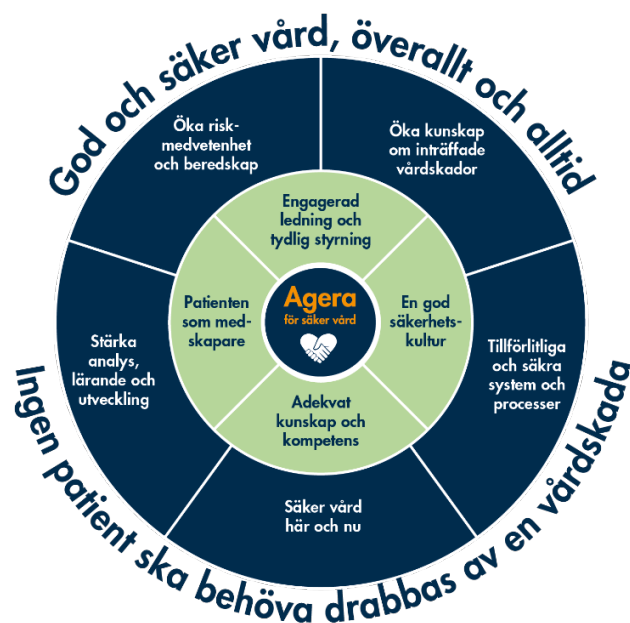 God och säker vård, överallt och alltid
Öka risk-
medvetenhet
och beredskap
Öka kunskap
om inträffade
vårdskador
Engagerad
ledning och
tydlig styrning
Patienten
som med-
skapare
Agera
för säker vård
En god
säkerhets-
kultur
Stärka
analys,
lärande och
utveckling
Tillförlitliga
och säkra
system och
processer
Adekvat
kunskap och
kompetens
Säker vård
här och nu
Ingen patient ska behöva drabbas av en vårdskada